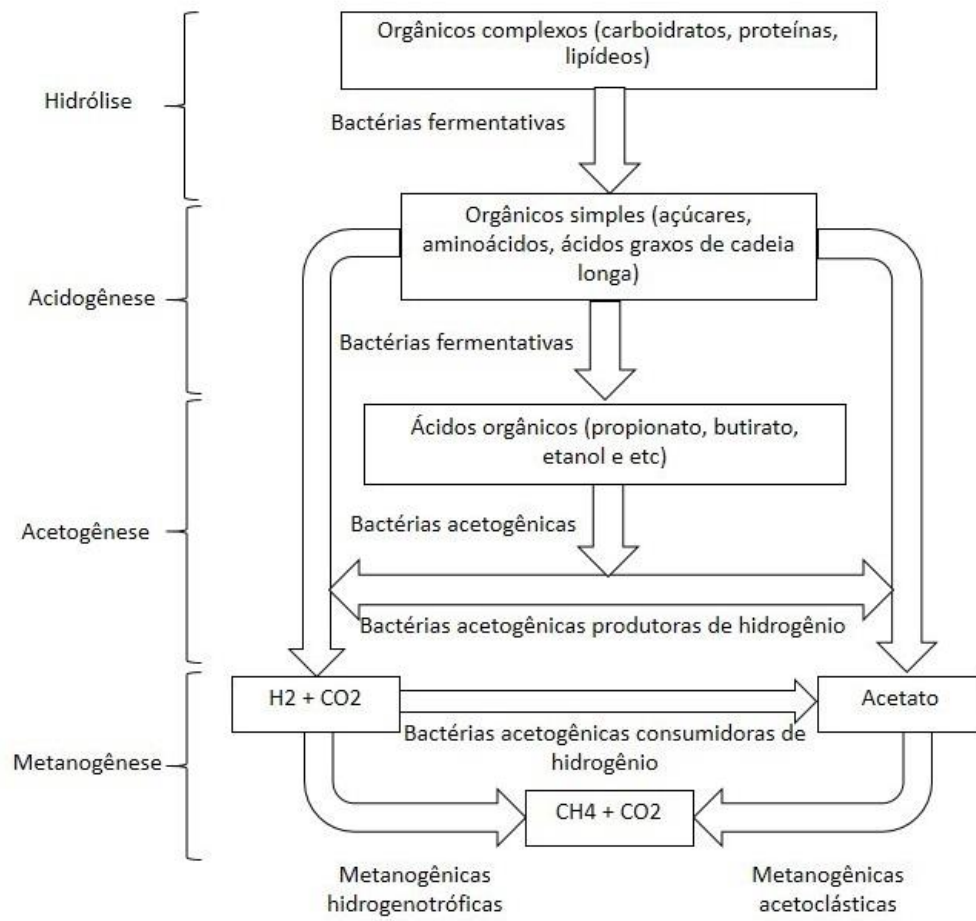 Orgânicos complexos (carboidratos, proteínas,
lipídeos)
Hidrólise
Bactérias fermentativas
Orgânicos simples (açúcares,
aminoácidos, ácidos graxos de cadeia
longa)
Acidogênese
Bactérias fermentativas
Ácidos orgânicos (propionato, butirato,
etanol e etc)
Acetogênese
Bactérias acetogênicas
Bactérias acetogênicas produtoras de hidrogênio
H2 + CO2
Acetato
Bactérias acetogênicas consumidoras de
hidrogênio
Metanogênese
CH4 + CO2
Metanogênicas
hidrogenotróficas
Metanogênicas
acetoclásticas